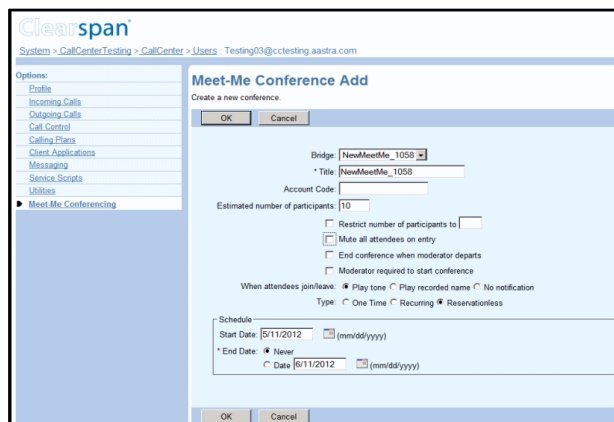 Clearspan
System > CallCenterTesting > CallCenter > Users : Testing03@cctesting.aastra.com
Options:
Profile
Incoming Calls
Outgoing Calls
Call Control
Calling Plans
Client Applications
Messaging
Service Scripts
Utilities
Meet-Me Conferencing
Meet-Me Conference Add
Create a new conference.
OK Cancel
Bridge: NewMeetMe_1058
* Title: NewMeetMe_1058
Account Code:
Estimated number of participants: 10
Restrict number of participants to
Mute all attendees on entry
End conference when moderator departs
Moderator required to start conference
When attendees join/leave: Play tone Play recorded name No notification
Type: One Time Recurring Reservationless
Schedule
Start Date: 5/11/2012 (mm/dd/yyyy)
* End Date: Never
Date 6/11/2012 (mm/dd/yyyy)
OK Cancel